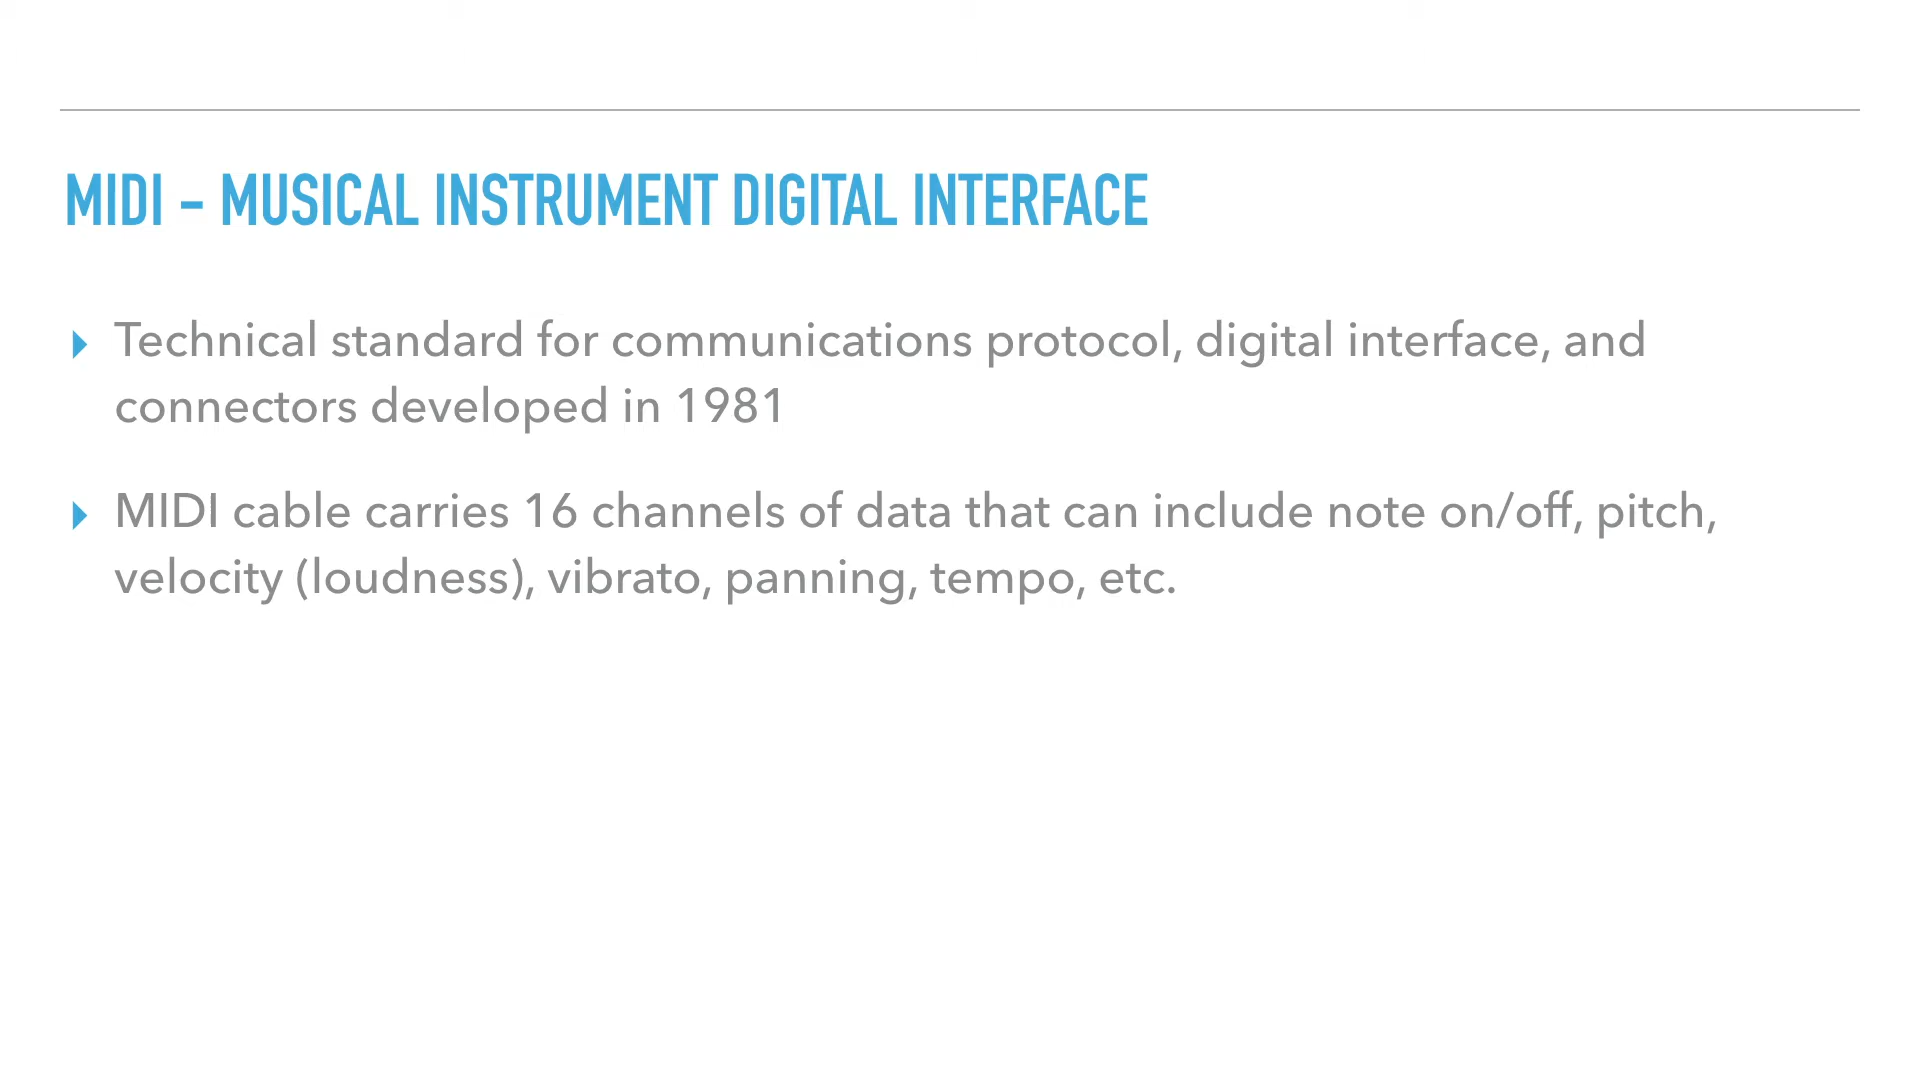 MIDI - MUSICAL INSTRUMENT DIGITAL INTERFACE
Technical standard for communications protocol, digital interface, and
connectors developed in 1981
MIDI cable carries 16 channels of data that can include note on/off, pitch,
velocity (loudness), vibrato, panning, tempo, etc.